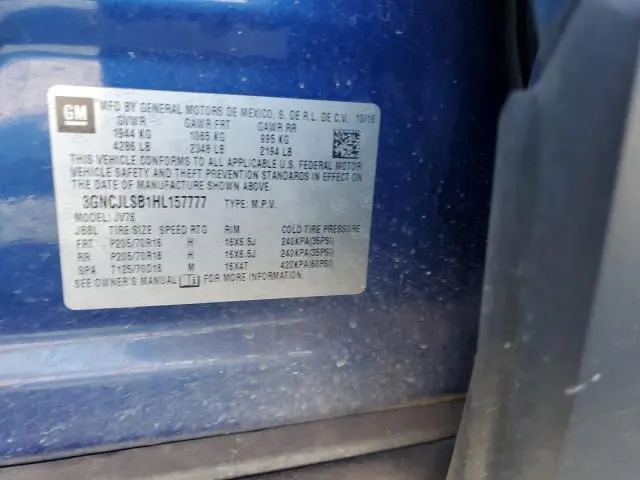 GM
MFD BY GENERAL MOTORS DE MEXICO, S. DE R.L. DE C.V. 10/16
GVWR GAWR FRT GAWR RR
1944 KG 1065 KG 995 KG
4286 LB 2348 LB 2194 LB
THIS VEHICLE CONFORMS TO ALL APPLICABLE U.S. FEDERAL MOTOR
VEHICLE SAFETY AND THEFT PREVENTION STANDARDS IN EFFECT ON THE DATE
OF MANUFACTURE SHOWN ABOVE.
3GNCJLSB1HL157777 TYPE: M.P.V.
MODEL: JV76
J88L TIRE SIZE SPEED RTG RIM COLD TIRE PRESSURE
FRT P205/70R16 H 16X6.5J 240KPA(35PSI)
RR P205/70R16 H 16X6.5J 240KPA(35PSI)
SPA T125/70D16 M 16X4T 420KPA(60PSI)
SEE OWNER'S MANUAL FOR MORE INFORMATION.